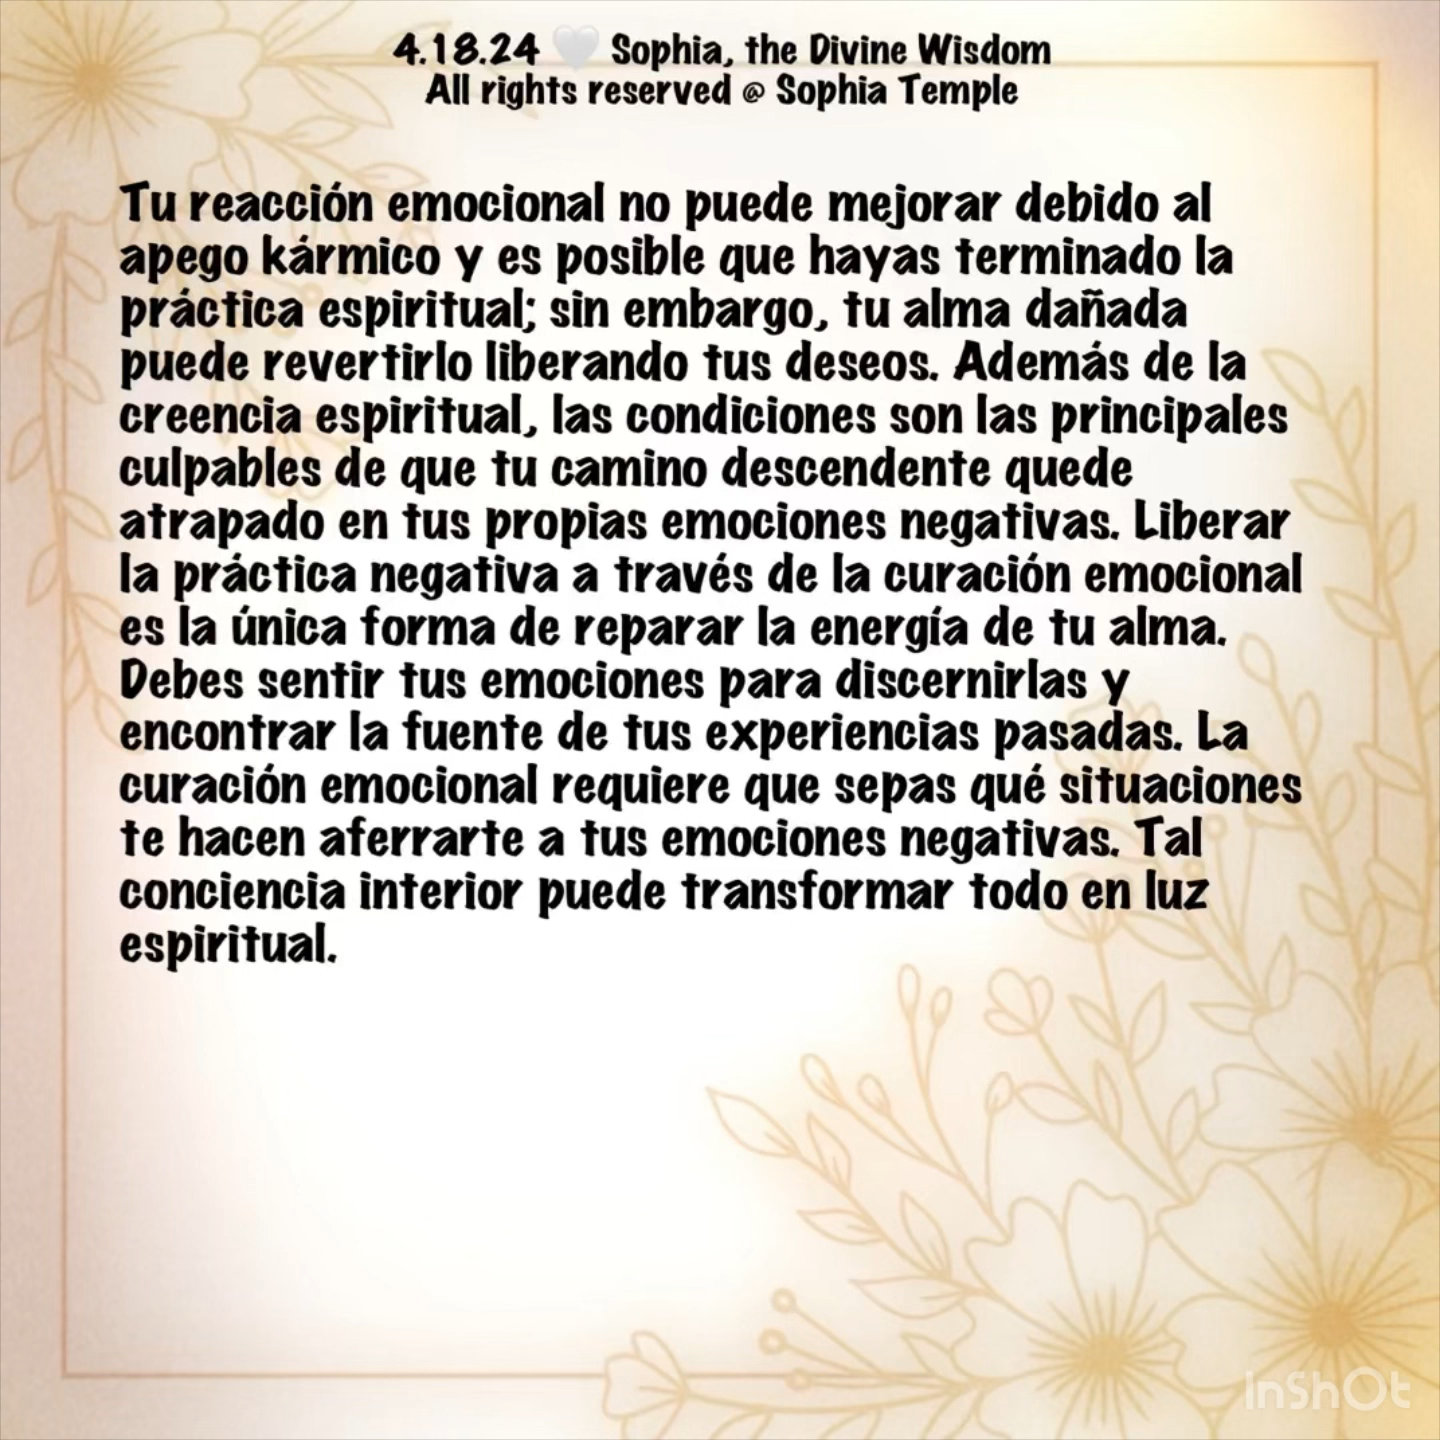 4.18.24 🤍 Sophia, the Divine Wisdom
All rights reserved @ Sophia Temple
Tu reacción emocional no puede mejorar debido al
apego kármico y es posible que hayas terminado la
práctica espiritual; sin embargo, tu alma dañada
puede revertirlo liberando tus deseos. Además de la
creencia espiritual, las condiciones son las principales
culpables de que tu camino descendente quede
atrapado en tus propias emociones negativas. Liberar
la práctica negativa a través de la curación emocional
es la única forma de reparar la energía de tu alma.
Debes sentir tus emociones para discernirlas y
encontrar la fuente de tus experiencias pasadas. La
curación emocional requiere que sepas qué situaciones
te hacen aferrarte a tus emociones negativas. Tal
conciencia interior puede transformar todo en luz
espiritual.
InShOt